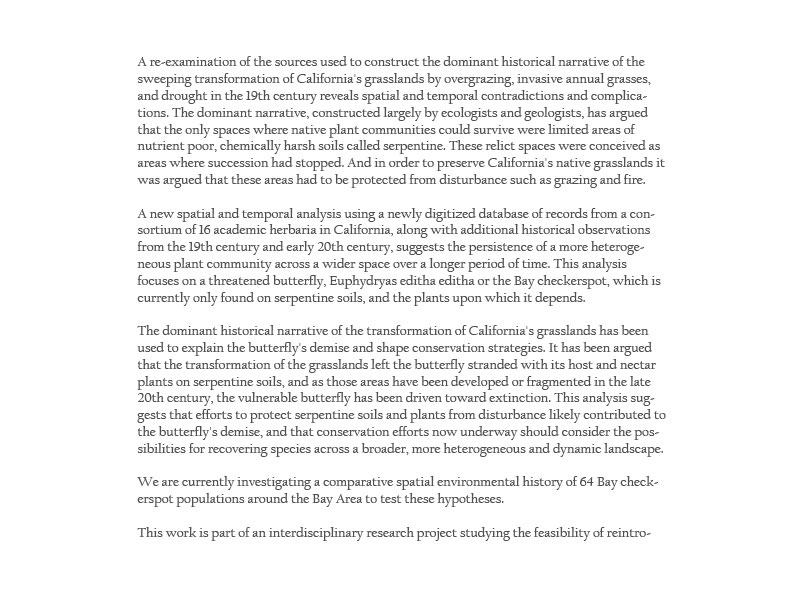 A re-examination of the sources used to construct the dominant historical narrative of the
sweeping transformation of California's grasslands by overgrazing, invasive annual grasses,
and drought in the 19th century reveals spatial and temporal contradictions and complica-
tions. The dominant narrative, constructed largely by ecologists and geologists, has argued
that the only spaces where native plant communities could survive were limited areas of
nutrient poor, chemically harsh soils called serpentine. These relict spaces were conceived as
areas where succession had stopped. And in order to preserve California's native grasslands it
was argued that these areas had to be protected from disturbance such as grazing and fire.
A new spatial and temporal analysis using a newly digitized database of records from a con-
sortium of 16 academic herbaria in California, along with additional historical observations
from the 19th century and early 20th century, suggests the persistence of a more heteroge-
neous plant community across a wider space over a longer period of time. This analysis
focuses on a threatened butterfly, Euphydryas editha editha or the Bay checkerspot, which is
currently only found on serpentine soils, and the plants upon which it depends.
The dominant historical narrative of the transformation of California's grasslands has been
used to explain the butterfly's demise and shape conservation strategies. It has been argued
that the transformation of the grasslands left the butterfly stranded with its host and nectar
plants on serpentine soils, and as those areas have been developed or fragmented in the late
20th century, the vulnerable butterfly has been driven toward extinction. This analysis sug-
gests that efforts to protect serpentine soils and plants from disturbance likely contributed to
the butterfly's demise, and that conservation efforts now underway should consider the pos-
sibilities for recovering species across a broader, more heterogeneous and dynamic landscape.
We are currently investigating a comparative spatial environmental history of 64 Bay check-
erspot populations around the Bay Area to test these hypotheses.
This work is part of an interdisciplinary research project studying the feasibility of reintro-